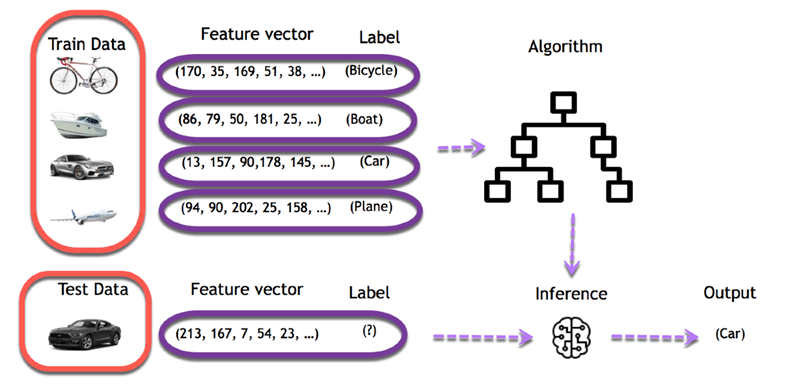 Train Data
Feature vector
Label
Algorithm
(170, 35, 169, 51, 38, ...)
(Bicycle)
(86, 79, 50, 181, 25, ...)
(Boat)
(13, 157, 90,178, 145, ...)
(Car)
(94, 90, 202, 25, 158, ...)
(Plane)
Test Data
Feature vector
Label
Inference
Output
(213, 167, 7, 54, 23, ...)
(?)
(Car)